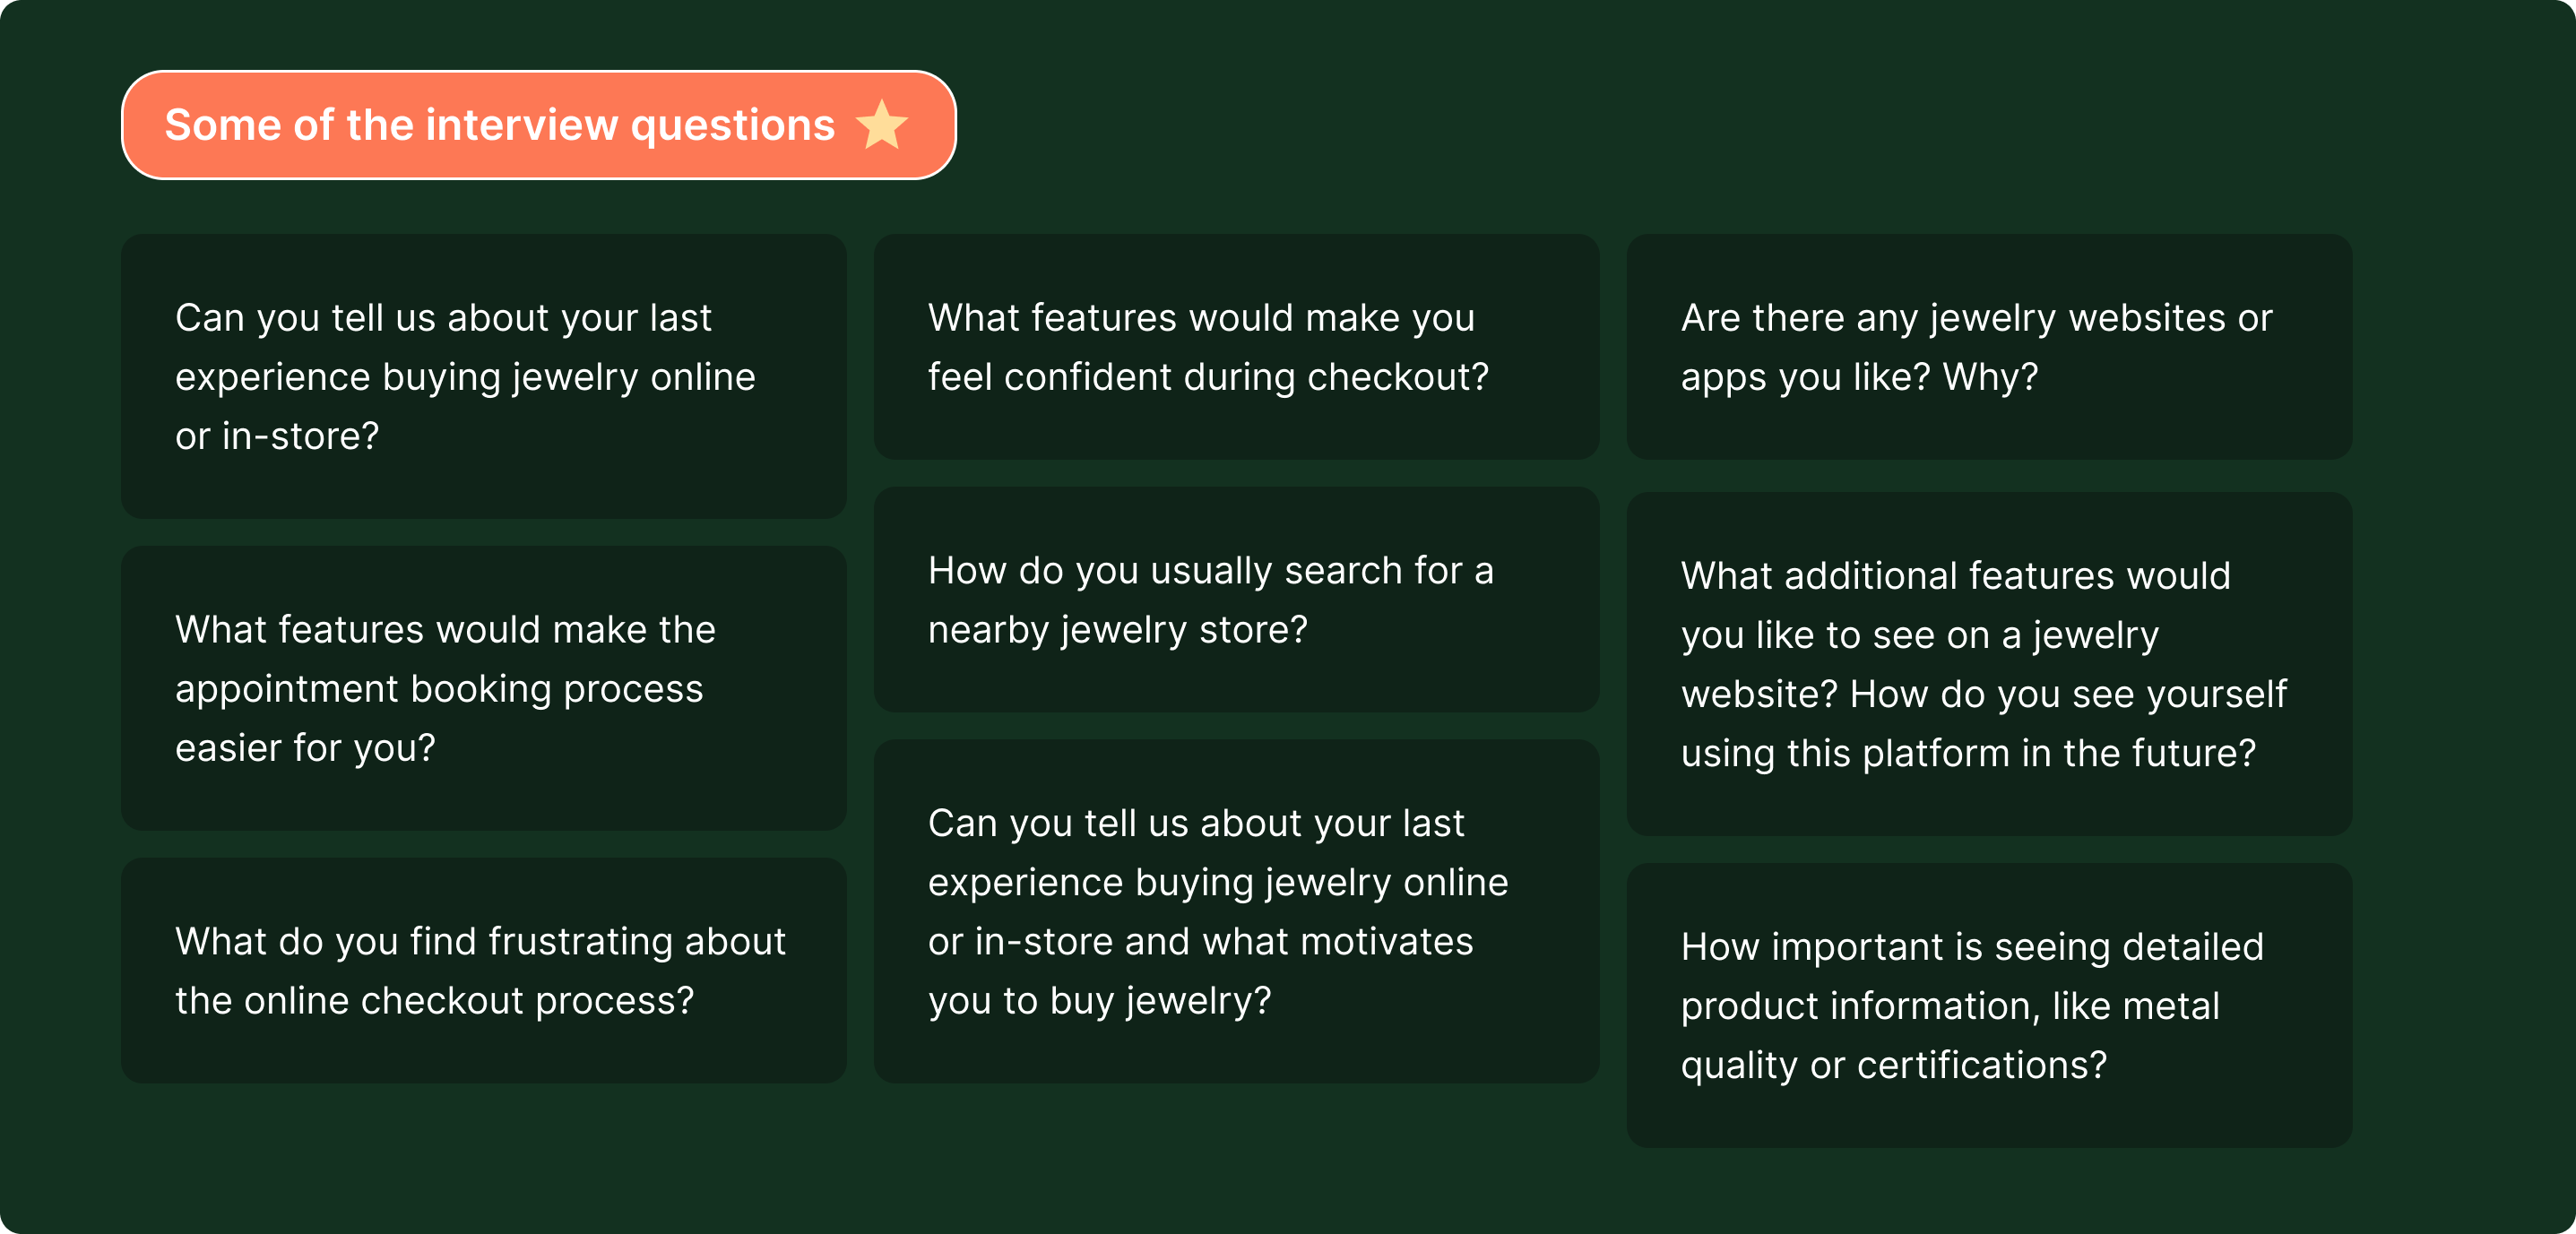 Some of the interview questions
Can you tell us about your last
experience buying jewelry online
or in-store?
What features would make the
appointment booking process
easier for you?
What do you find frustrating about
the online checkout process?
What features would make you
feel confident during checkout?
How do you usually search for a
nearby jewelry store?
Can you tell us about your last
experience buying jewelry online
or in-store and what motivates
you to buy jewelry?
Are there any jewelry websites or
apps you like? Why?
What additional features would
you like to see on a jewelry
website? How do you see yourself
using this platform in the future?
How important is seeing detailed
product information, like metal
quality or certifications?